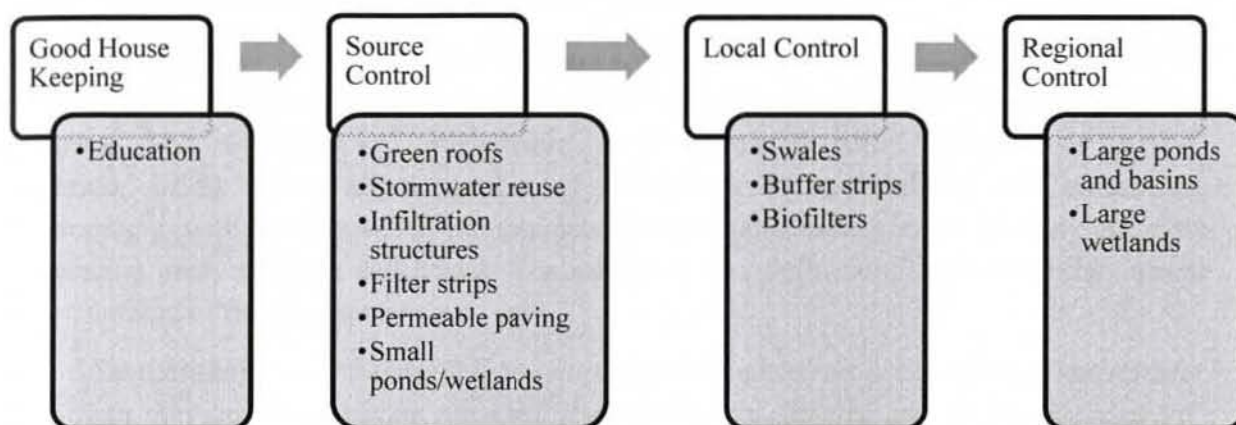 Good House
Keeping
•Education
Source
Control
•Green roofs
•Stormwater reuse
•Infiltration
structures
•Filter strips
•Permeable paving
•Small
ponds/wetlands
Local Control
•Swales
•Buffer strips
•Biofilters
Regional
Control
•Large ponds
and basins
•Large
wetlands